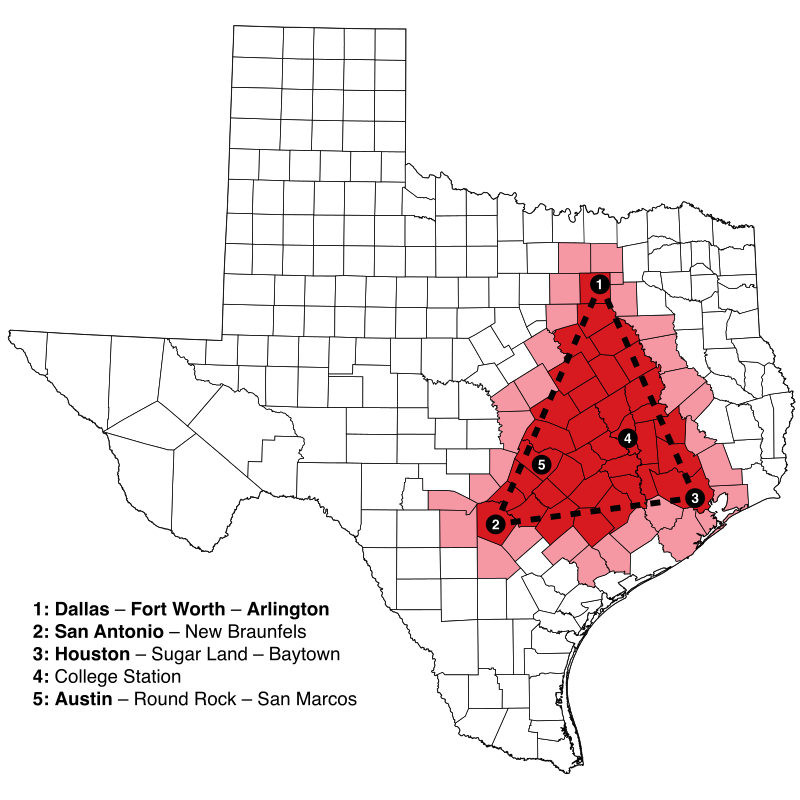 1
4
5
3
2
1: Dallas – Fort Worth – Arlington
2: San Antonio – New Braunfels
3: Houston – Sugar Land – Baytown
4: College Station
5: Austin – Round Rock – San Marcos